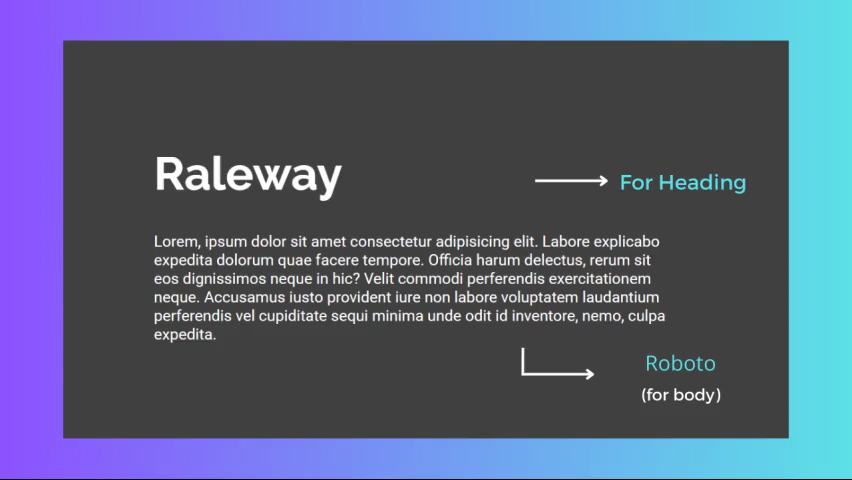 Raleway
For Heading
Lorem, ipsum dolor sit amet consectetur adipisicing elit. Labore explicabo
expedita dolorum quae facere tempore. Officia harum delectus, rerum sit
eos dignissimos neque in hic? Velit commodi perferendis exercitationem
neque. Accusamus iusto provident iure non labore voluptatem laudantium
perferendis vel cupiditate sequi minima unde odit id inventore, nemo, culpa
expedita.
Roboto
(for body)